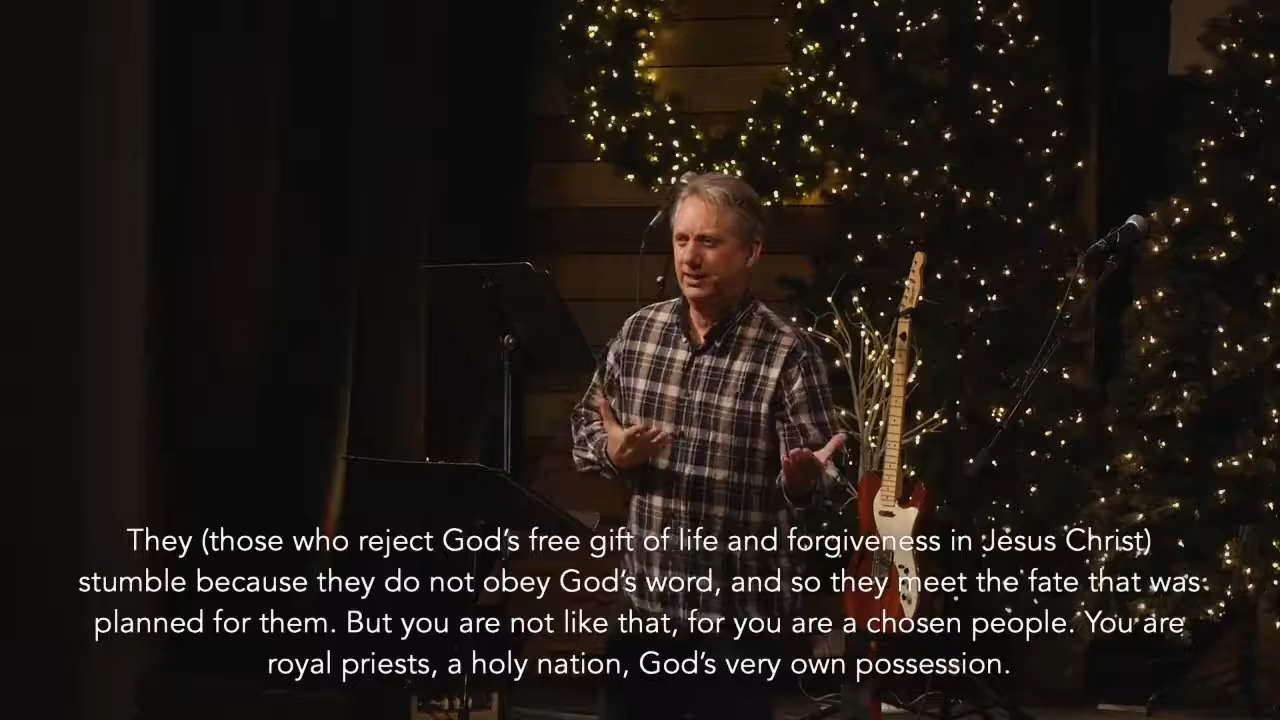 They (those who reject God's free gift of life and forgiveness in Jesus Christ)
stumble because they do not obey God's word, and so they meet the fate that was
planned for them. But you are not like that, for you are a chosen people. You are
royal priests, a holy nation, God's very own possession.